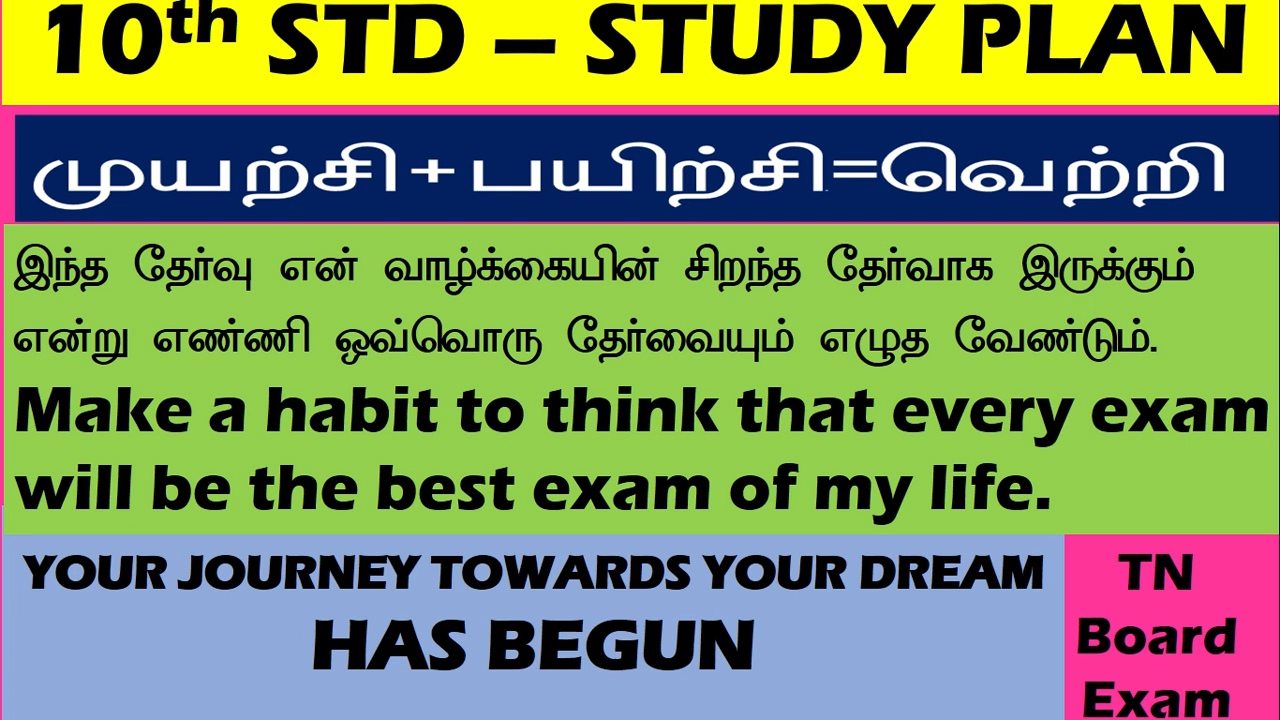 10th STD – STUDY PLAN
முயற்சி+பயிற்சி=வெற்றி
இந்த தேர்வு என் வாழ்க்கையின் சிறந்த தேர்வாக இருக்கும்
என்று எண்ணி ஒவ்வொரு தேர்வையும் எழுத வேண்டும்.
Make a habit to think that every exam
will be the best exam of my life.
YOUR JOURNEY TOWARDS YOUR DREAM
HAS BEGUN
TN
Board
Exam